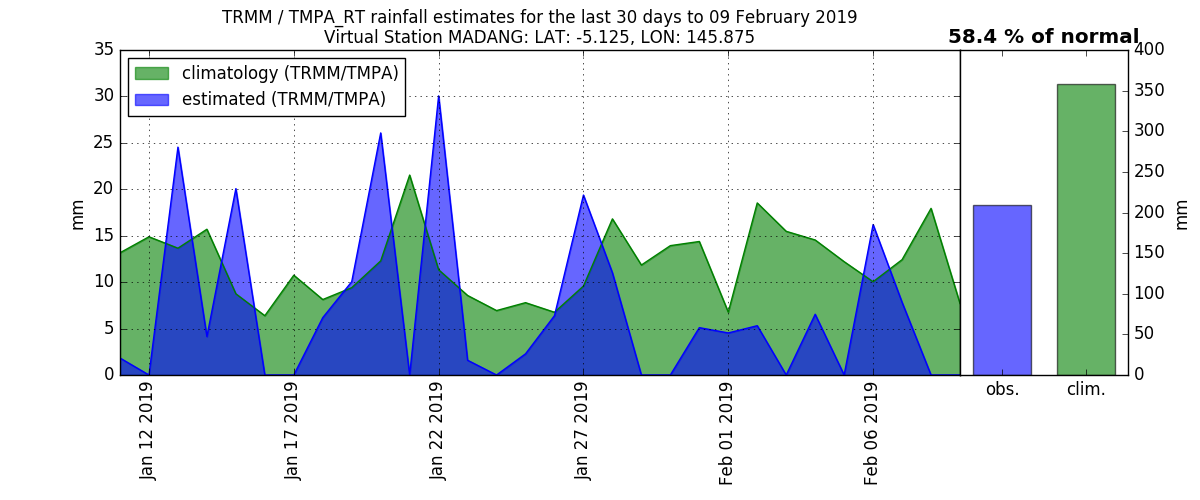 TRMM / TMPA_RT rainfall estimates for the last 30 days to 09 February 2019
Virtual Station MADANG: LAT: -5.125, LON: 145.875
58.4 % of normal
climatology (TRMM/TMPA)
estimated (TRMM/TMPA)
35
30
25
20
15
10
5
0
mm
Jan 12 2019
Jan 17 2019
Jan 22 2019
Jan 27 2019
Feb 01 2019
Feb 06 2019
obs.
clim.
400
350
300
250
200
150
100
50
0
mm